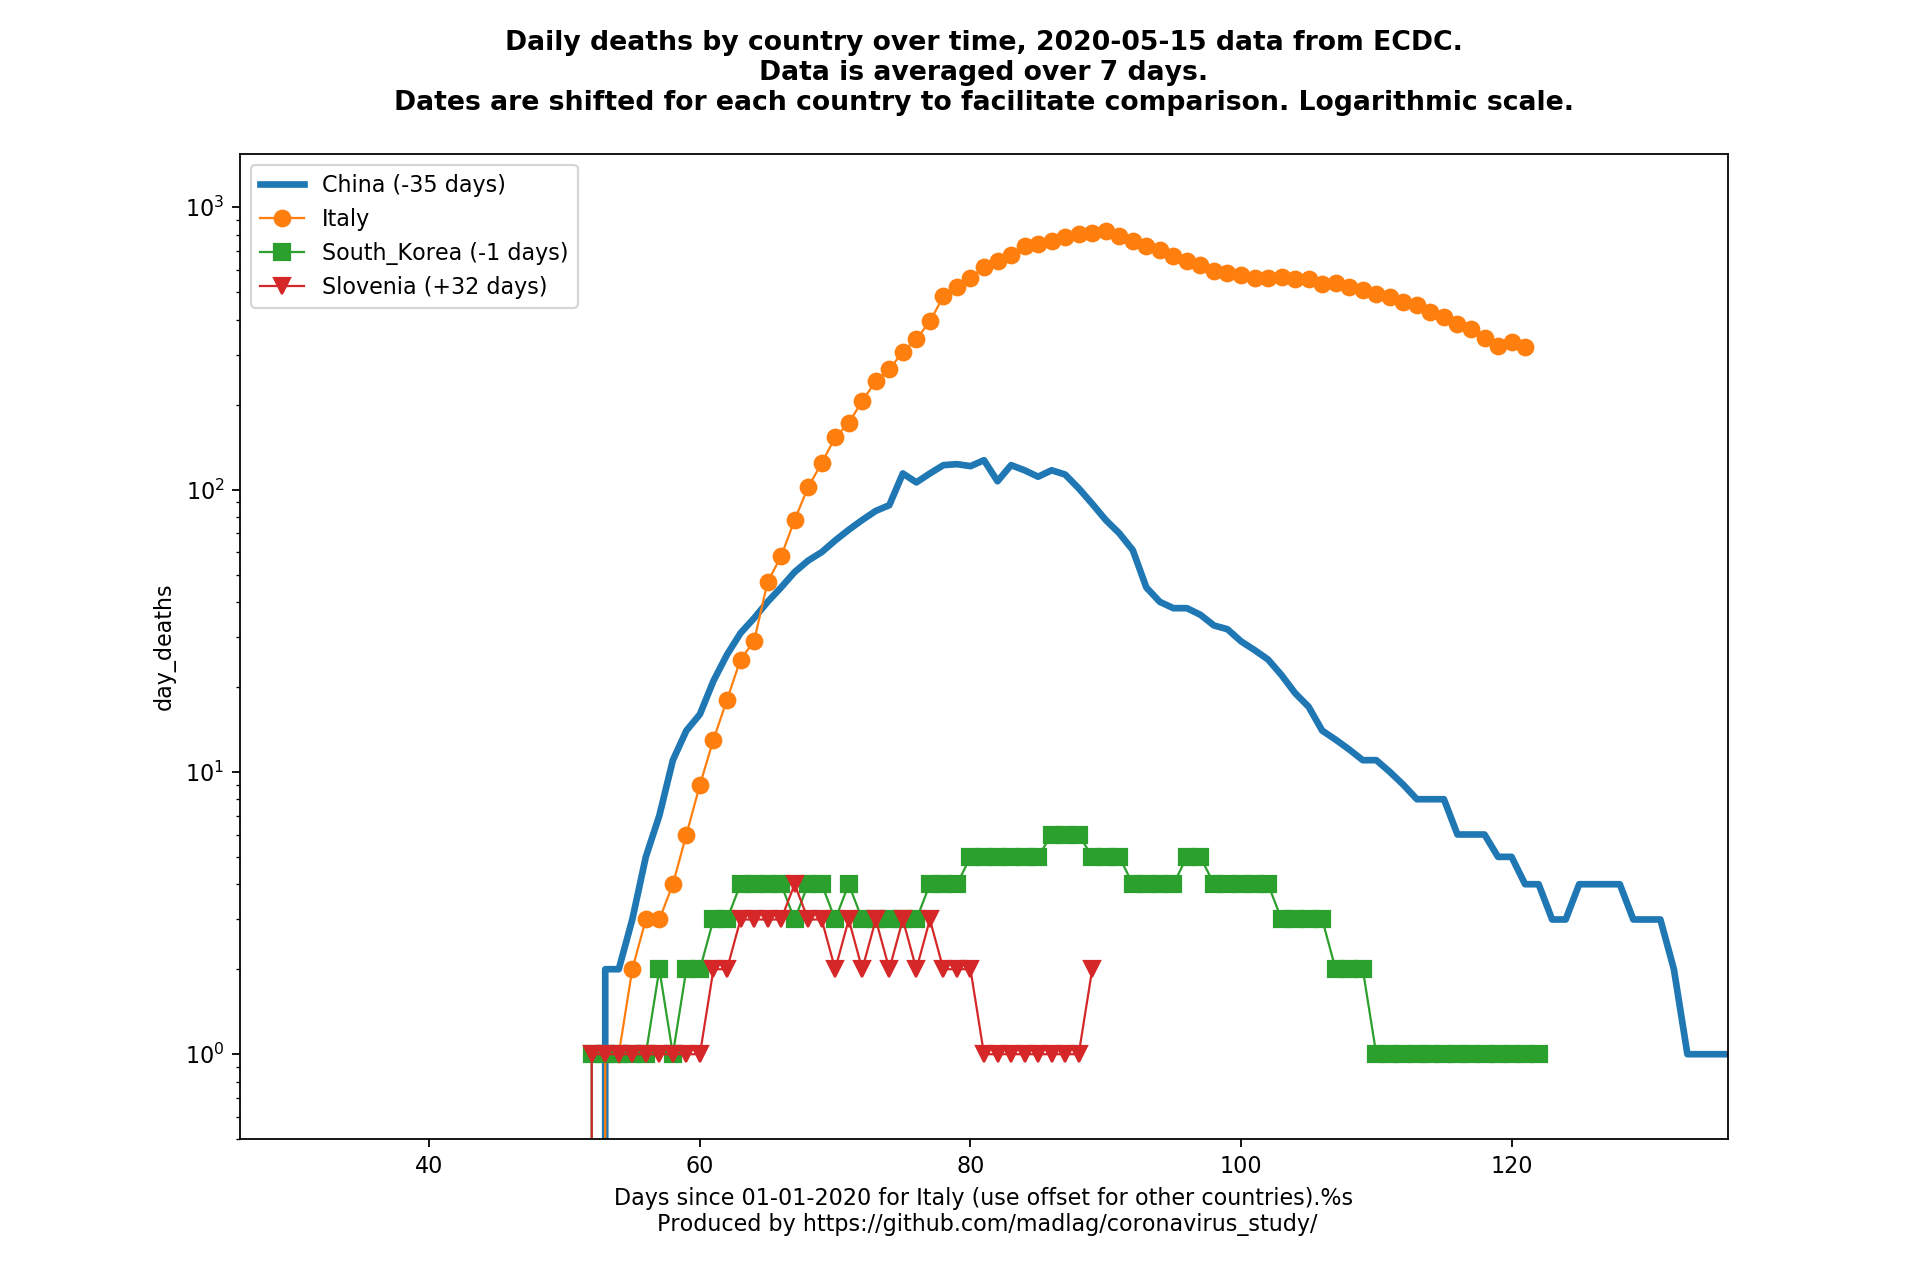 Daily deaths by country over time, 2020-05-15 data from ECDC.
Data is averaged over 7 days.
Dates are shifted for each country to facilitate comparison. Logarithmic scale.
China (-35 days)
Italy
South_Korea (-1 days)
Slovenia (+32 days)
10³
10²
10¹
10⁰
day_deaths
40 60 80 100 120
Days since 01-01-2020 for Italy (use offset for other countries).%s
Produced by https://github.com/madlag/coronavirus_study/